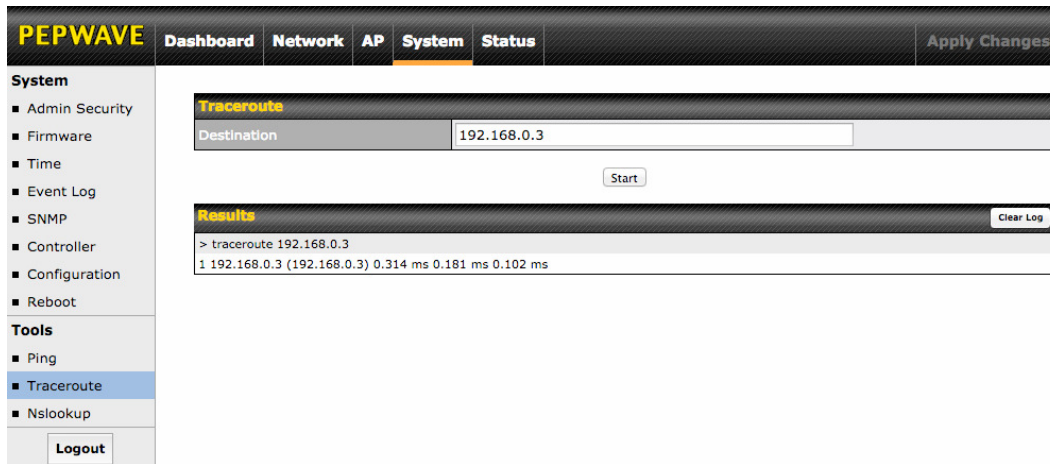 PEPWAVE
Dashboard Network AP System Status Apply Changes
System
Admin Security
Firmware
Time
Event Log
SNMP
Controller
Configuration
Reboot
Tools
Ping
Traceroute
Nslookup
Logout
Traceroute
Destination 192.168.0.3
Start
Results Clear Log
> traceroute 192.168.0.3
1 192.168.0.3 (192.168.0.3) 0.314 ms 0.181 ms 0.102 ms